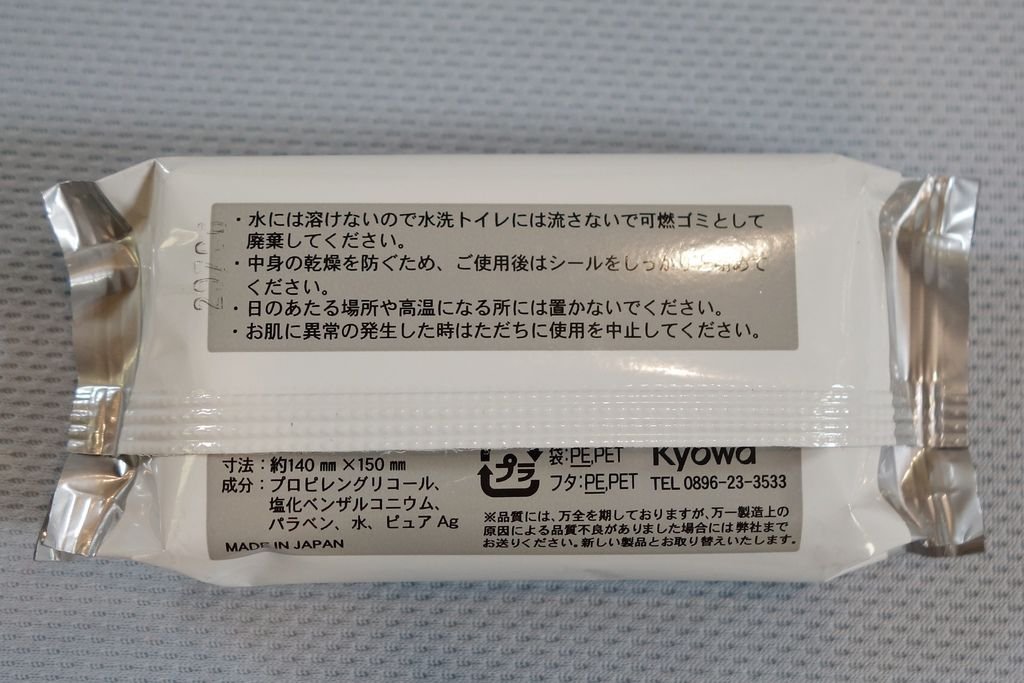 ・水には溶けないので水洗トイレには流さないで可燃ゴミとして
廃棄してください。
・中身の乾燥を防ぐため、ご使用後はシールをしっかり
ください。
・日のあたる場所や高温になる所には置かないでください。
・お肌に異常の発生した時はただちに使用を中止してください。
寸法：約140㎜×150㎜
成分：プロピレングリコール、
塩化ベンザルコニウム、
パラベン、水、ピュアAg
MADE IN JAPAN
プラ
袋:PE,PET
フタ:PE,PET
Kyowa
TEL 0896-23-3533
※品質には、万全を期しておりますが、万一製造上の
原因による品質不良がありました場合には弊社まで
お送りください。新しい製品とお取り替えいたします。